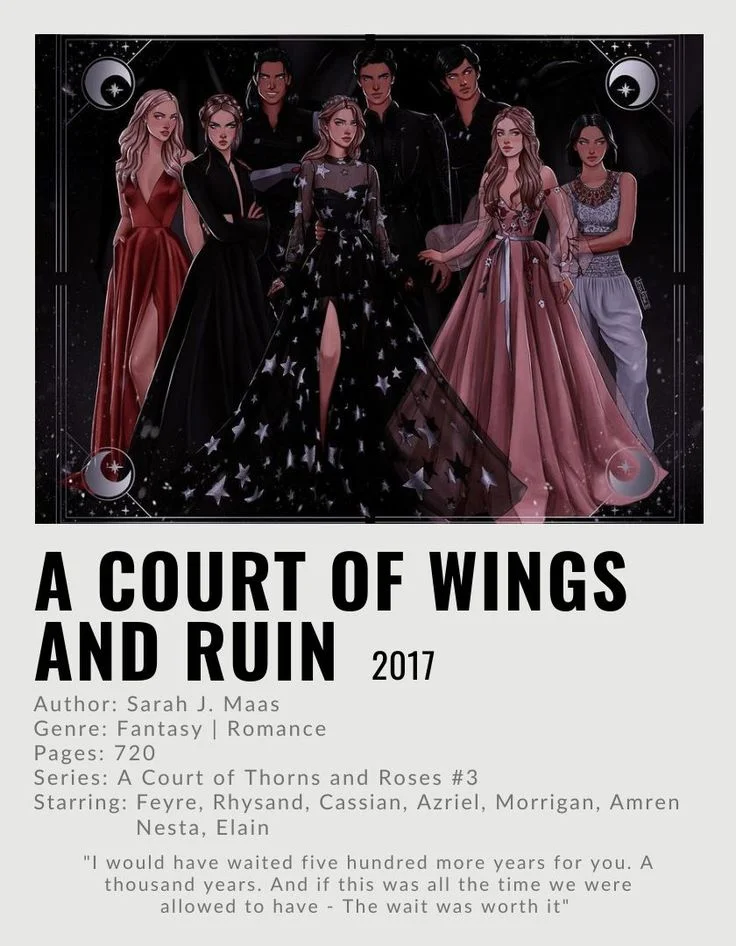 A COURT OF WINGS
AND RUIN 2017
Author: Sarah J. Maas
Genre: Fantasy | Romance
Pages: 720
Series: A Court of Thorns and Roses #3
Starring: Feyre, Rhysand, Cassian, Azriel, Morrigan, Amren
Nesta, Elain
"I would have waited five hundred more years for you. A
thousand years. And if this was all the time we were
allowed to have - The wait was worth it"